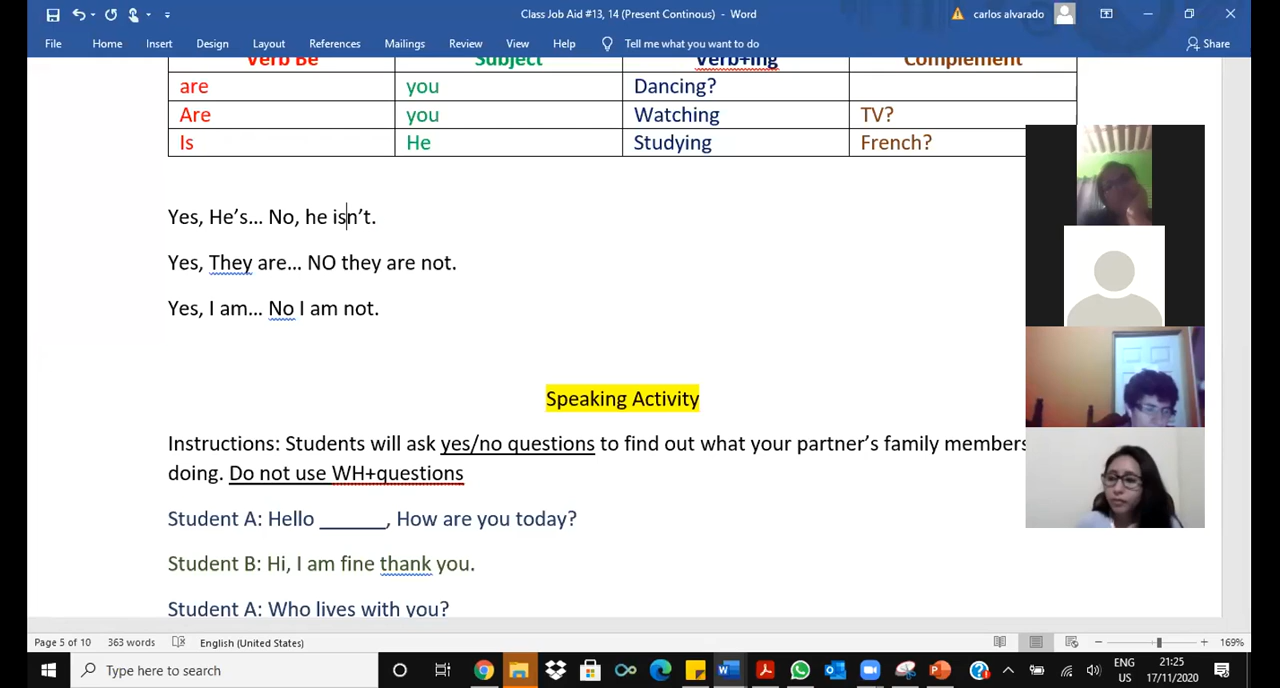 Class Job Aid #13, 14 (Present Continous) - Word
carlos alvarado
File Home Insert Design Layout References Mailings Review View Help Tell me what you want to do Share
Verb Be Subject Verb+ing Complement
are you Dancing?
Are you Watching TV?
Is He Studying French?
Yes, He's... No, he isn't.
Yes, They are... NO they are not.
Yes, I am... No I am not.
Speaking Activity
Instructions: Students will ask yes/no questions to find out what your partner's family members
doing. Do not use WH+questions
Student A: Hello ______, How are you today?
Student B: Hi, I am fine thank you.
Student A: Who lives with you?
Page 5 of 10 363 words English (United States) 169%
Type here to search
ENG 21:25
US 17/11/2020